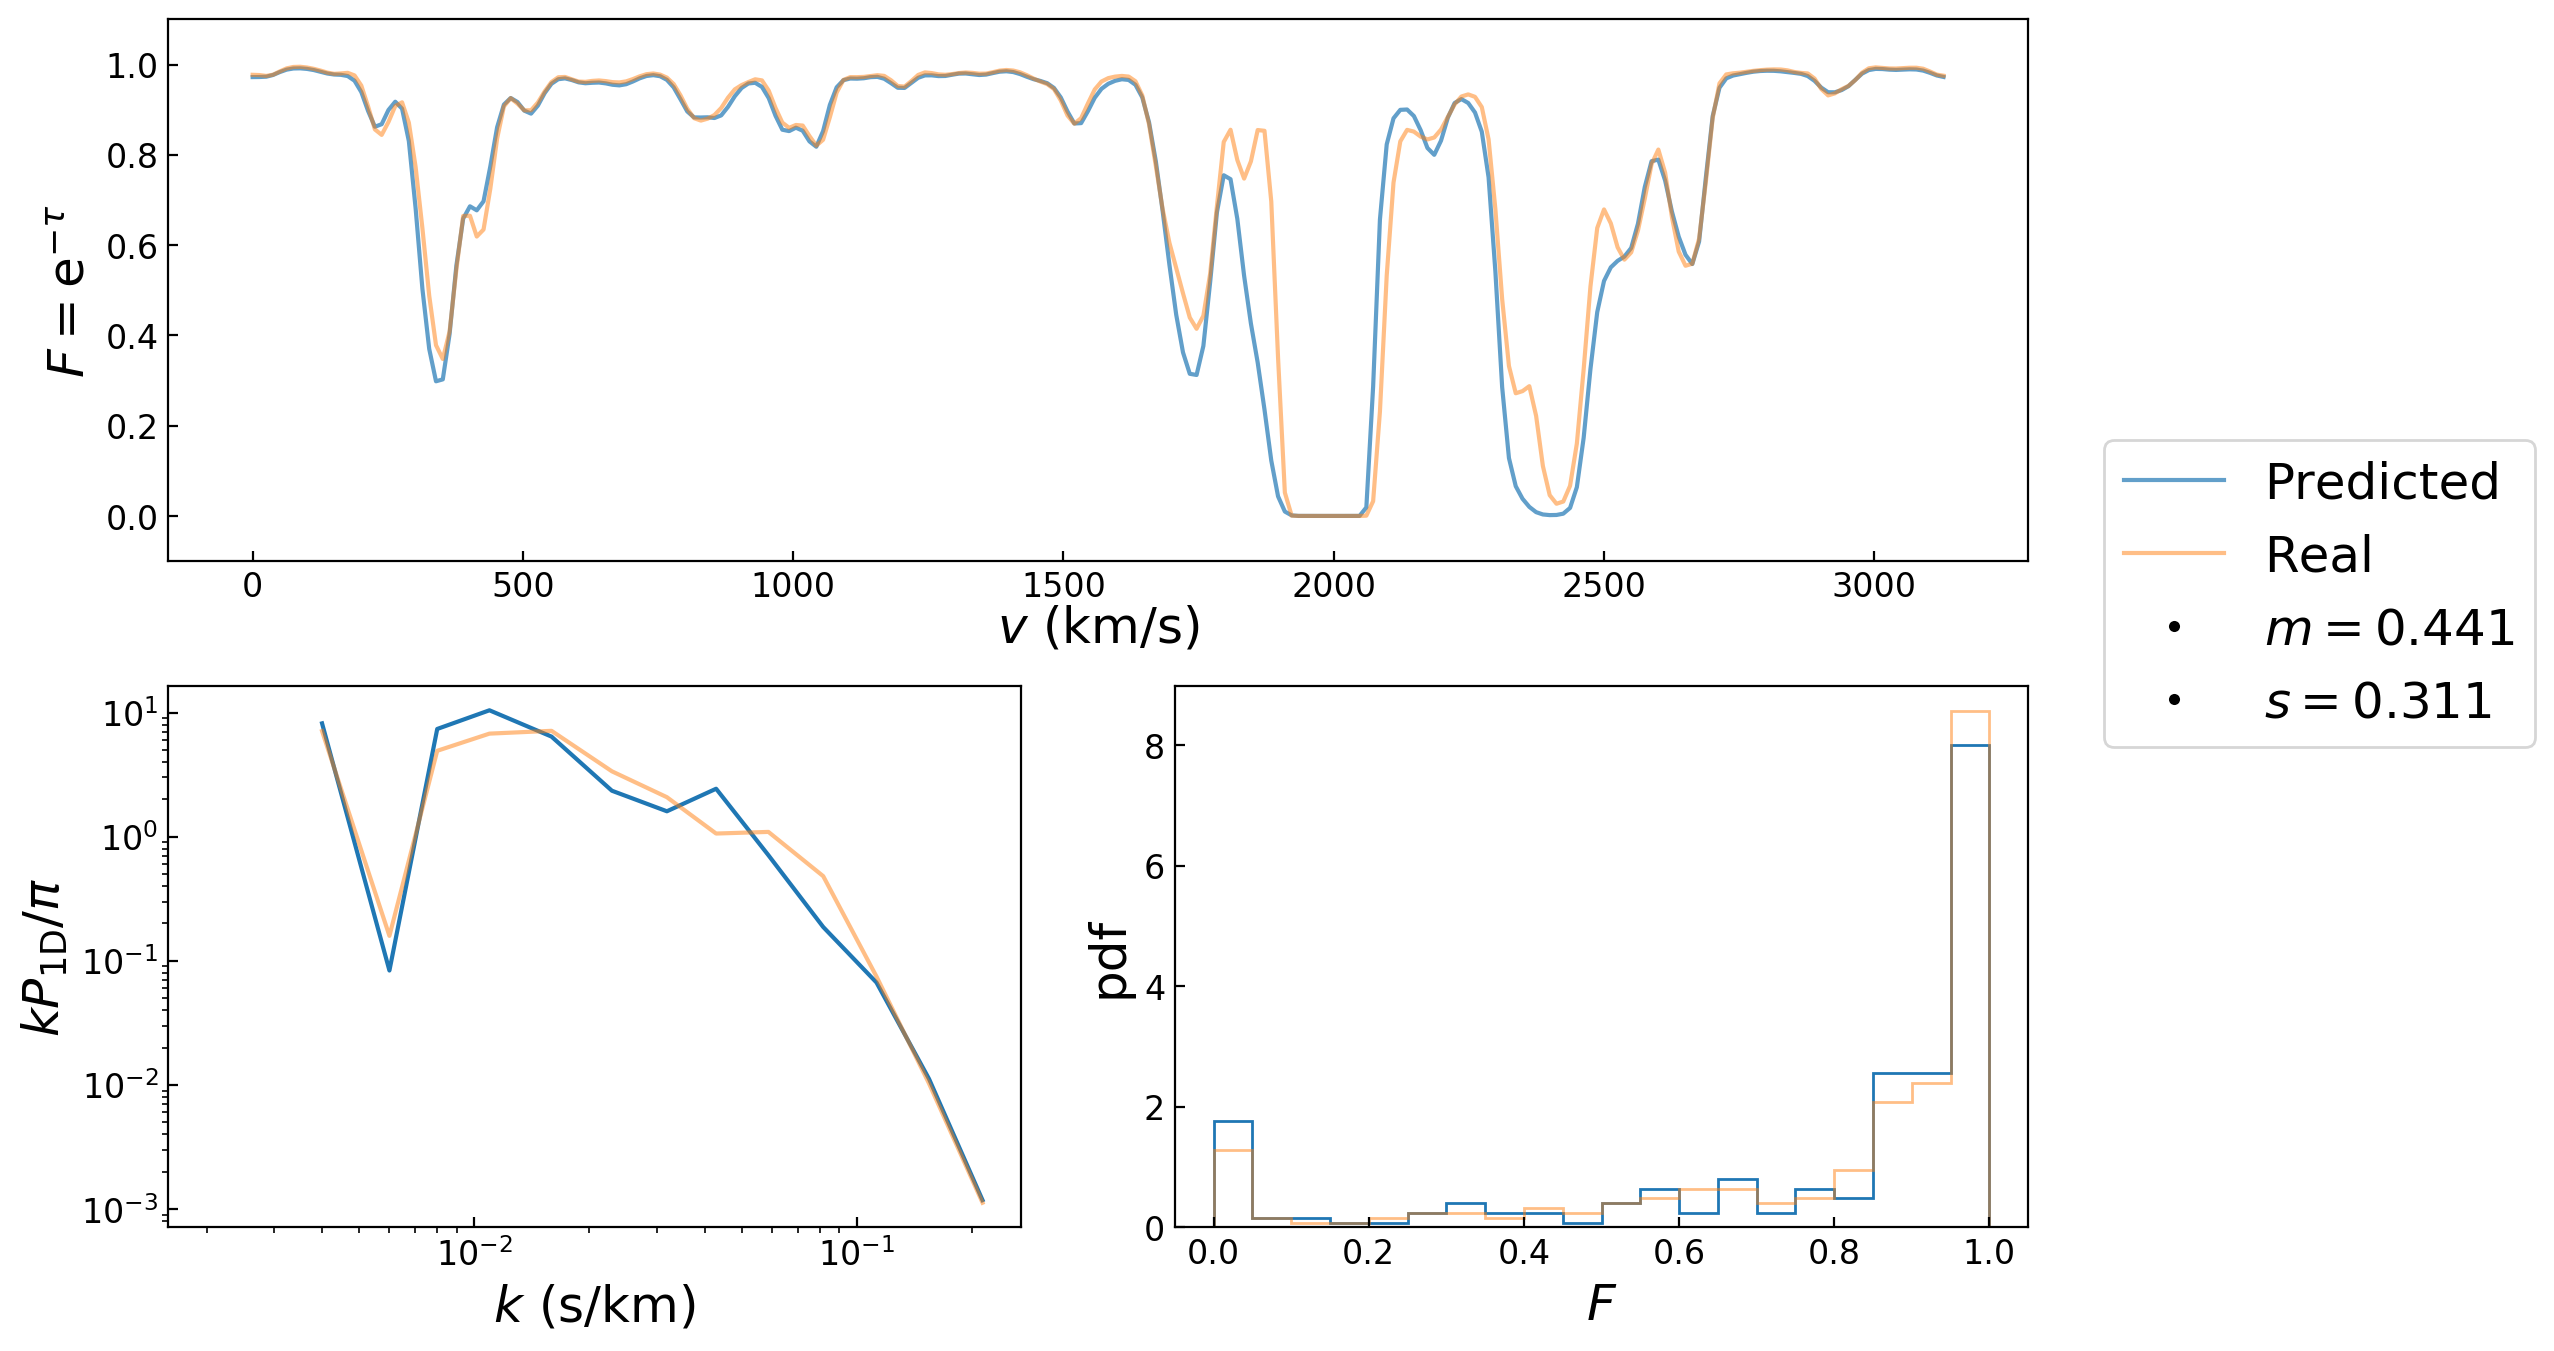 F = e^{−τ}
1.0
0.8
0.6
0.4
0.2
0.0
0 500 1000 1500 2000 2500 3000
v (km/s)
Predicted
Real
m = 0.441
s = 0.311
kP_{1D}/π
10^1
10^0
10^{−1}
10^{−2}
10^{−3}
10^{−2} 10^{−1}
k (s/km)
pdf
8
6
4
2
0
0.0 0.2 0.4 0.6 0.8 1.0
F